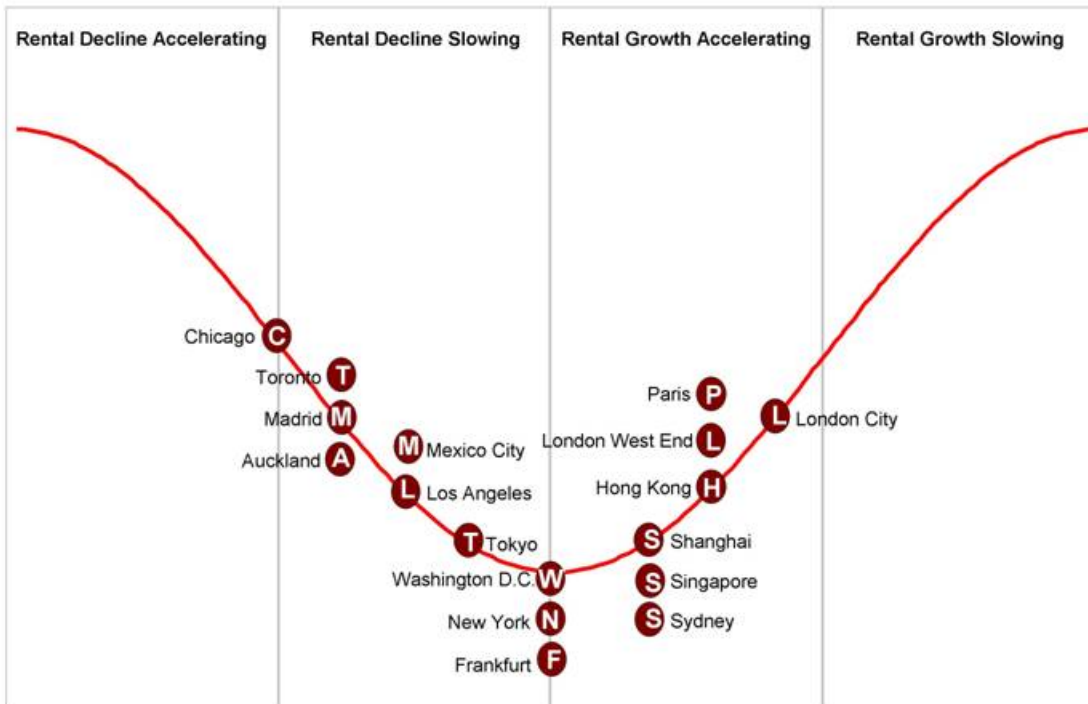 Rental Decline Accelerating
Rental Decline Slowing
Rental Growth Accelerating
Rental Growth Slowing
Chicago C
Toronto T
Madrid M
Auckland A
M Mexico City
L Los Angeles
T Tokyo
Washington D.C. W
New York N
Frankfurt F
Paris P
London West End L
Hong Kong H
L London City
S Shanghai
S Singapore
S Sydney